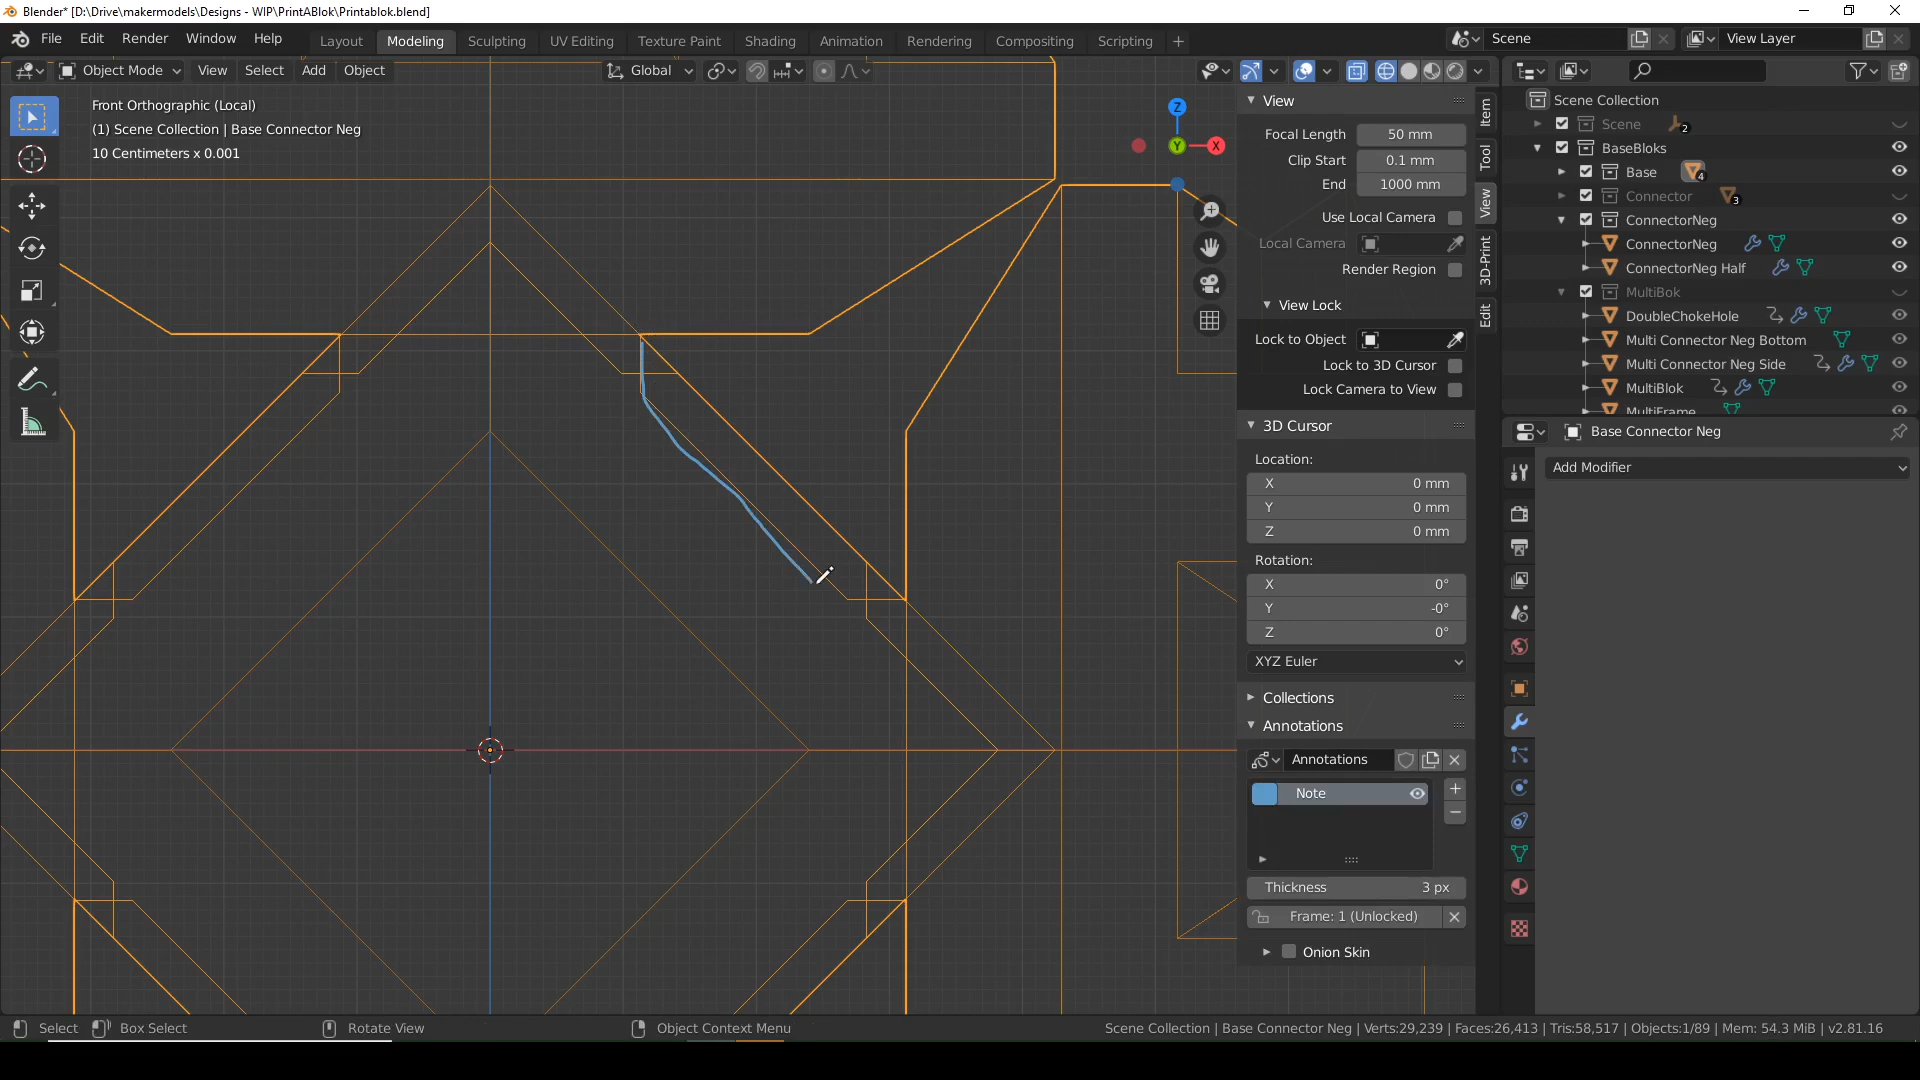 Blender* [D:\Drive\makermodels\Designs - WIP\PrintABlok\Printablok.blend]
File Edit Render Window Help Layout Modeling Sculpting UV Editing Texture Paint Shading Animation Rendering Compositing Scripting + Scene View Layer
Object Mode View Select Add Object Global
Front Orthographic (Local)
(1) Scene Collection | Base Connector Neg
10 Centimeters x 0.001
Z
Y
X
View
Focal Length 50 mm
Clip Start 0.1 mm
End 1000 mm
Use Local Camera
Local Camera
Render Region
View Lock
Lock to Object
Lock to 3D Cursor
Lock Camera to View
3D Cursor
Location:
X 0 mm
Y 0 mm
Z 0 mm
Rotation:
X 0°
Y -0°
Z 0°
XYZ Euler
Collections
Annotations
Annotations
Note
Thickness 3 px
Frame: 1 (Unlocked)
Onion Skin
Item
Tool
View
3D-Print
Edit
Scene Collection
Scene 2
BaseBloks
Base 4
Connector 3
ConnectorNeg
ConnectorNeg
ConnectorNeg Half
MultiBok
DoubleChokeHole
Multi Connector Neg Bottom
Multi Connector Neg Side
MultiBlok
MultiFrame
Base Connector Neg
Add Modifier
Select Box Select Rotate View Object Context Menu
Scene Collection | Base Connector Neg | Verts:29,239 | Faces:26,413 | Tris:58,517 | Objects:1/89 | Mem: 54.3 MiB | v2.81.16